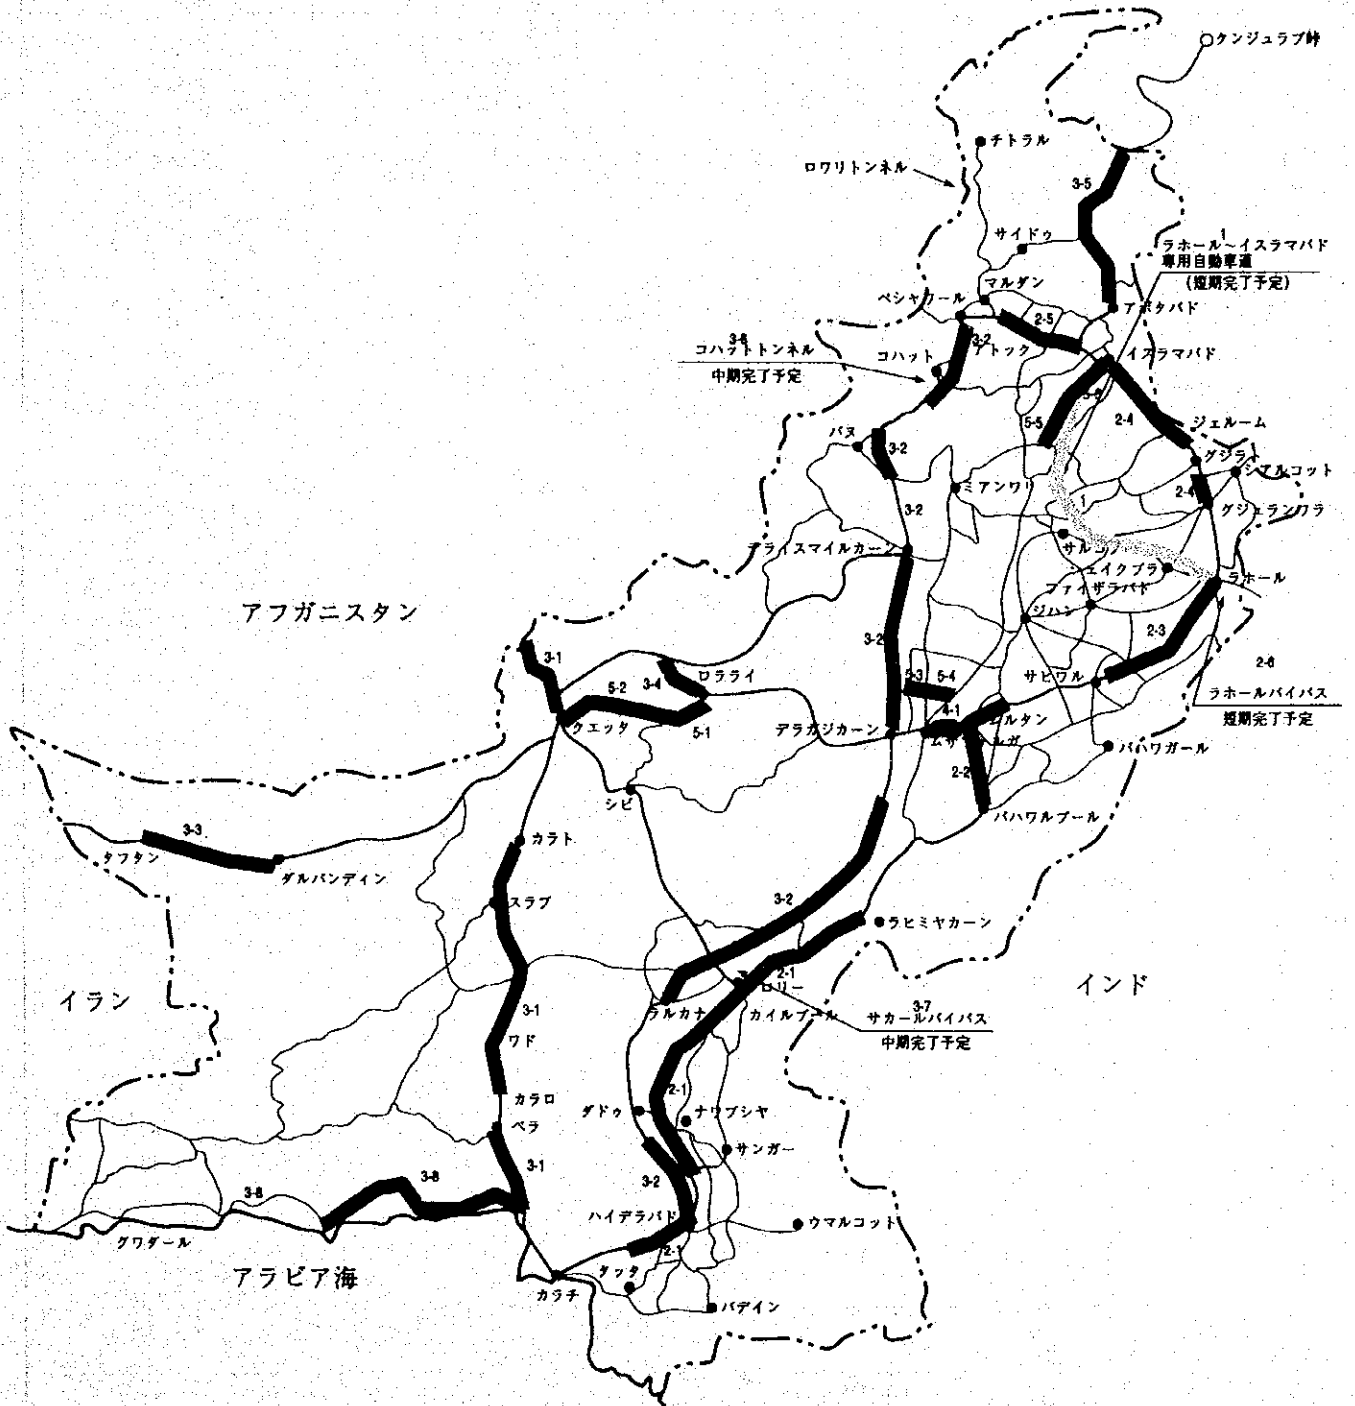 クンジュラブ峠
チトラル
ロワリトンネル
3-5
サイドゥ
1
ラホール~イスラマバド
専用自動車道
(短期完了予定)
マルダン
ペシャワール
アボタバド
2-5
3-2
アトック
イスラマバド
3-6
コハットトンネル
中期完了予定
コハット
5-5
2-4
ジェルーム
バヌ
3-2
グジラト
シアルコット
ミアンワリ
1
2-4
グジェランワラ
3-2
デライスマイルカーン
ェイクプラ
ラホール
ファイザラバド
ジハン
アフガニスタン
3-2
2-3
3-1
ロラライ
5-2
3-4
5-3
5-4
サヒワル
2-6
ラホールバイパス
短期完了予定
クエッタ
5-1
デラガジカーン
4-1
ルタン
バハワガール
2-2
シビ
バハワルプール
3-3
カラト
タフタン
ダルバンディン
スラブ
3-2
ラヒミヤカーン
イラン
インド
2-1
ロリー
3-1
ラルカナ
カイルプール
3-7
サカールバイパス
中期完了予定
ワド
2-1
カラロ
ダドゥ
ナワブシヤ
ベラ
サンガー
3-1
3-8
3-2
3-8
ハイデラバド
ウマルコット
グワダール
2-1
アラビア海
タッタ
カラチ
バデイン